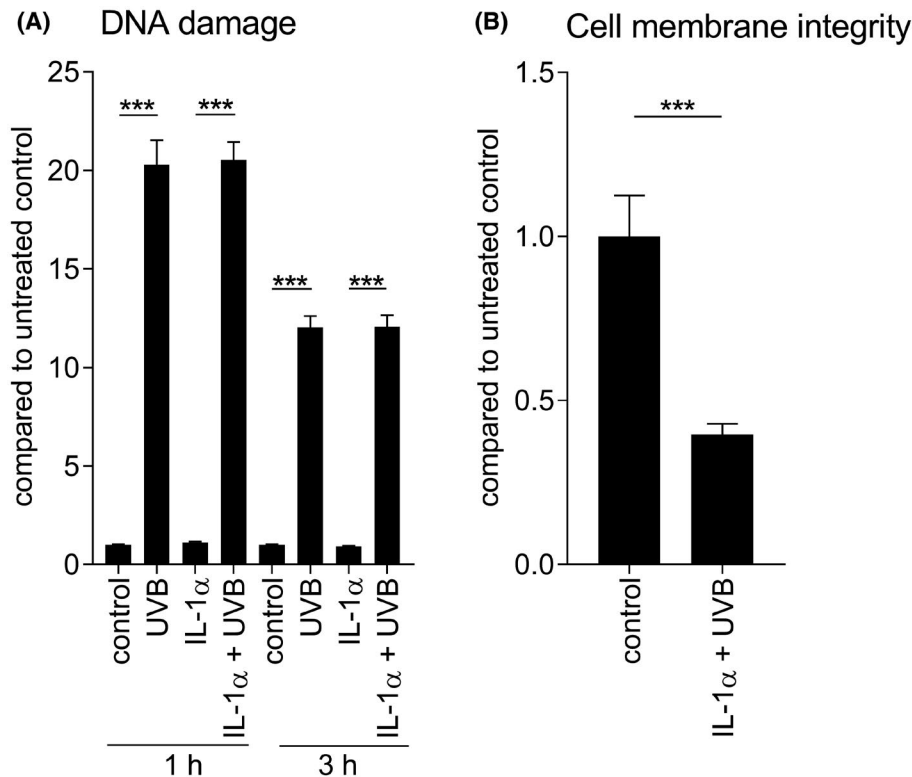 (A) DNA damage
compared to untreated control
25
20
15
10
5
0
*** *** *** ***
control UVB IL-1α IL-1α + UVB control UVB IL-1α IL-1α + UVB
1 h 3 h
(B) Cell membrane integrity
compared to untreated control
1.5
1.0
0.5
0.0
***
control IL-1α + UVB